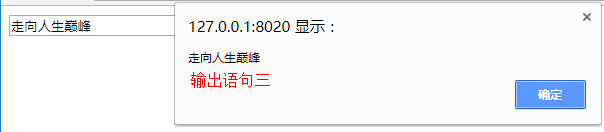 走向人生巅峰
127.0.0.1:8020 显示：
走向人生巅峰
输出语句三
确定